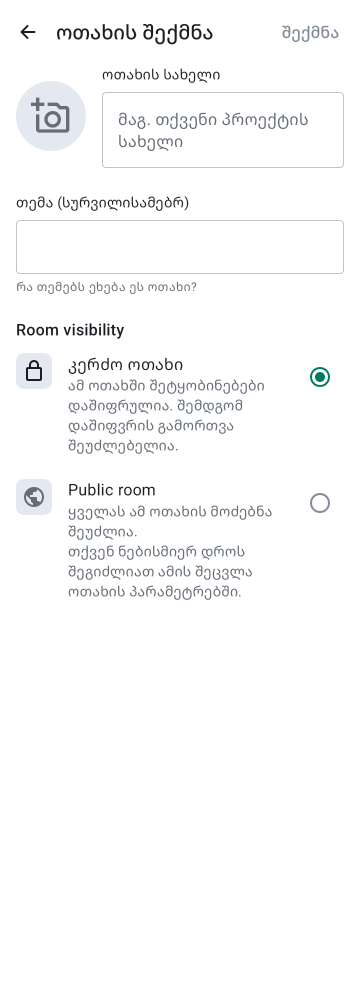 ოთახის შექმნა
შექმნა
ოთახის სახელი
მაგ. თქვენი პროექტის
სახელი
თემა (სურვილისამებრ)
რა თემებს ეხება ეს ოთახი?
Room visibility
კერძო ოთახი
ამ ოთახში შეტყობინებები
დაშიფრულია. შემდგომ
დაშიფვრის გამორთვა
შეუძლებელია.
Public room
ყველას ამ ოთახის მოძებნა
შეუძლია.
თქვენ ნებისმიერ დროს
შეგიძლიათ ამის შეცვლა
ოთახის პარამეტრებში.